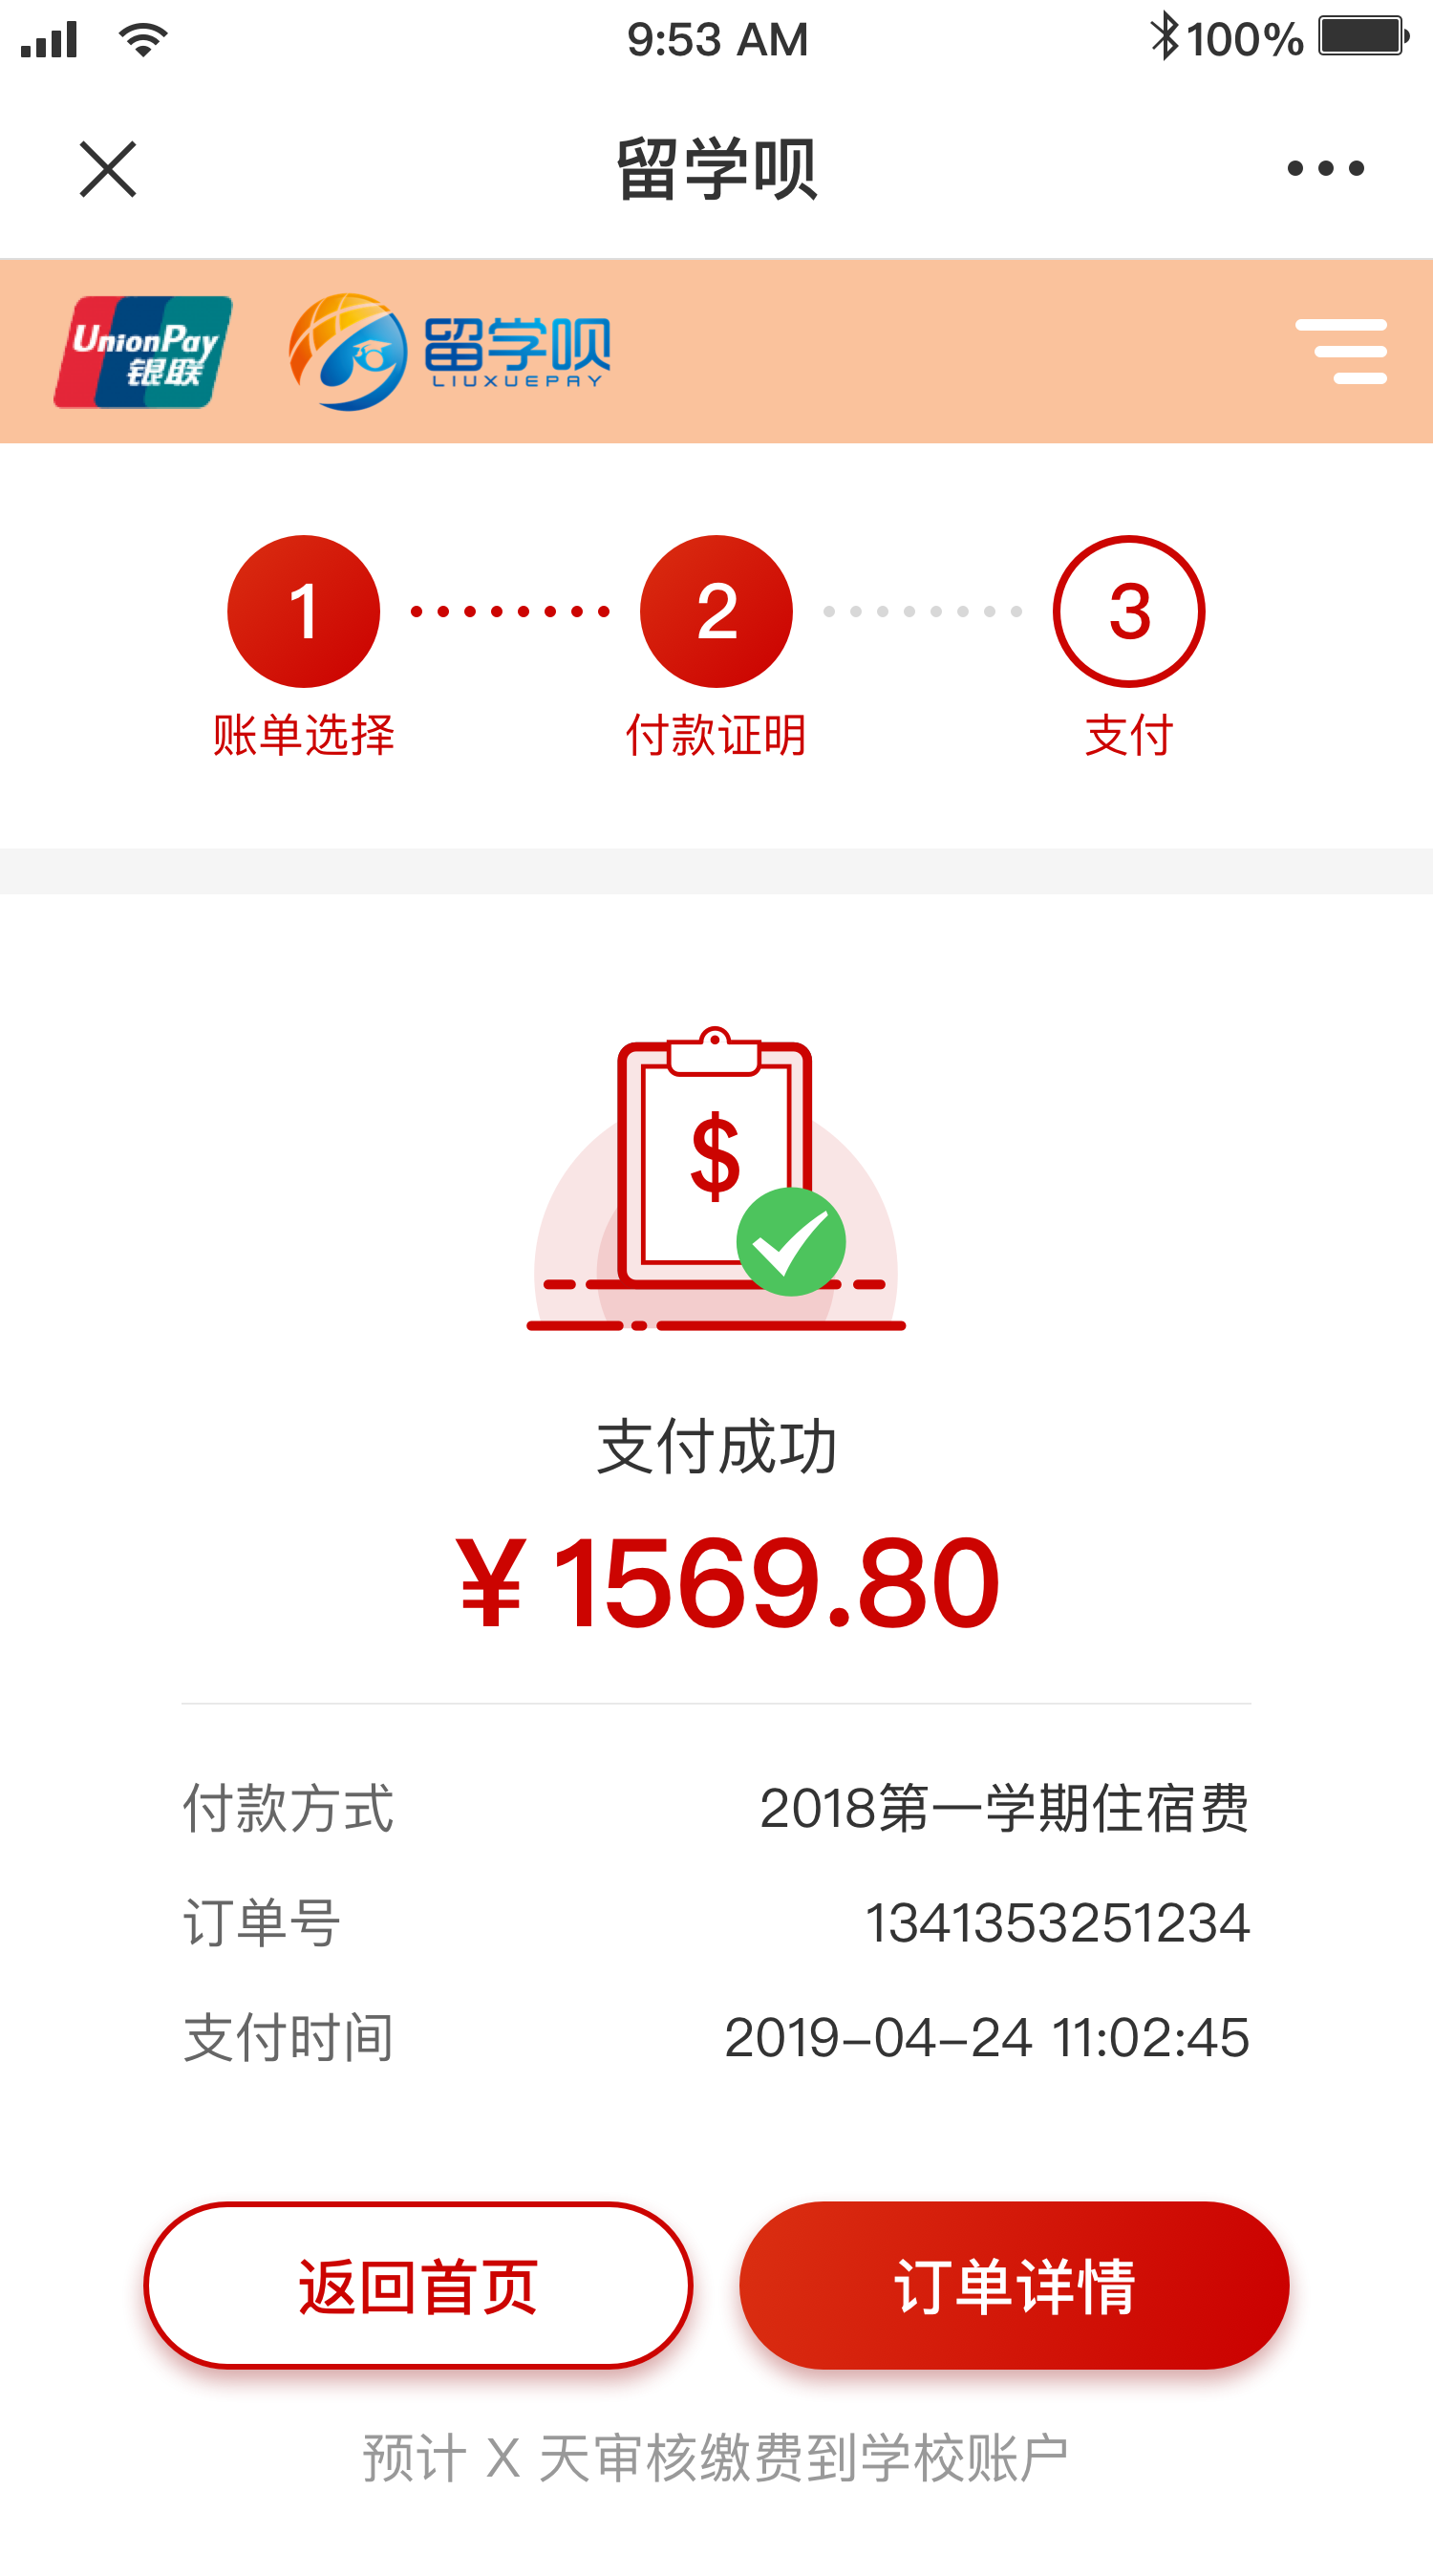 9:53 AM 100%
留学呗
UnionPay
银联
留学呗
LIUXUEPAY
1 2 3
账单选择 付款证明 支付
$
支付成功
¥ 1569.80
付款方式 2018第一学期住宿费
订单号 1341353251234
支付时间 2019-04-24 11:02:45
返回首页 订单详情
预计 X 天审核缴费到学校账户